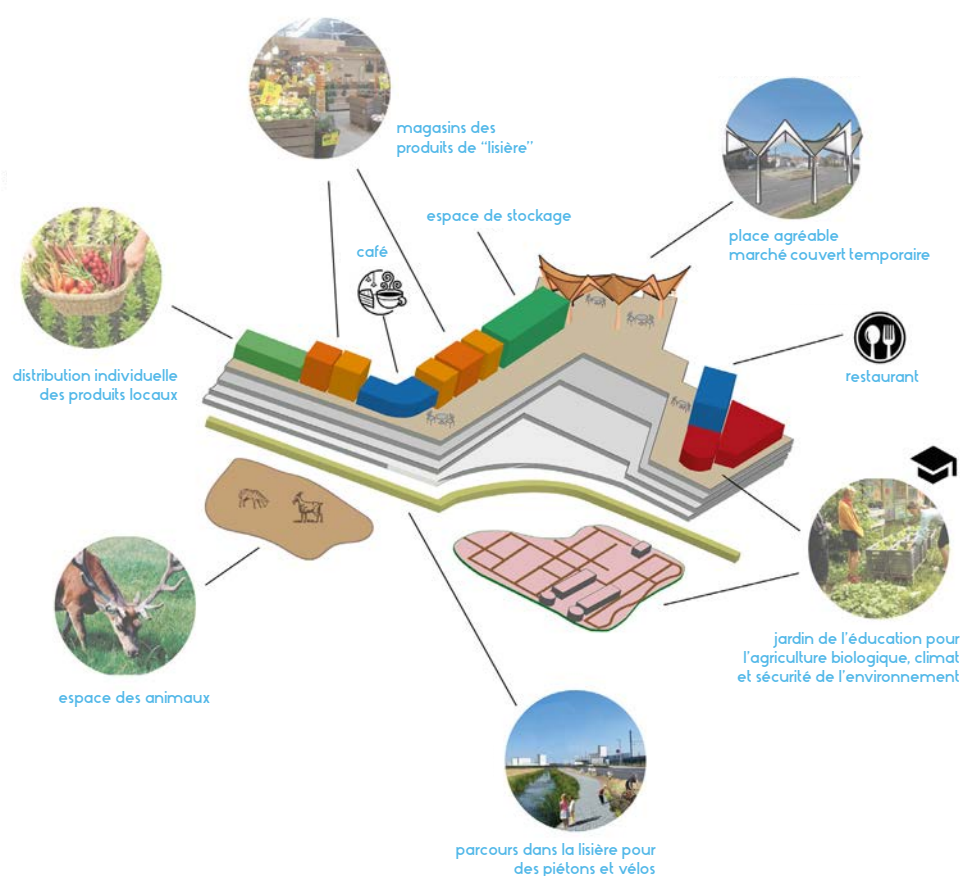 magasins des
produits de “lisière”
espace de stockage
café
place agréable
marché couvert temporaire
distribution individuelle
des produits locaux
restaurant
jardin de l'éducation pour
l'agriculture biologique, climat
et sécurité de l'environnement
espace des animaux
parcours dans la lisière pour
des piétons et vélos